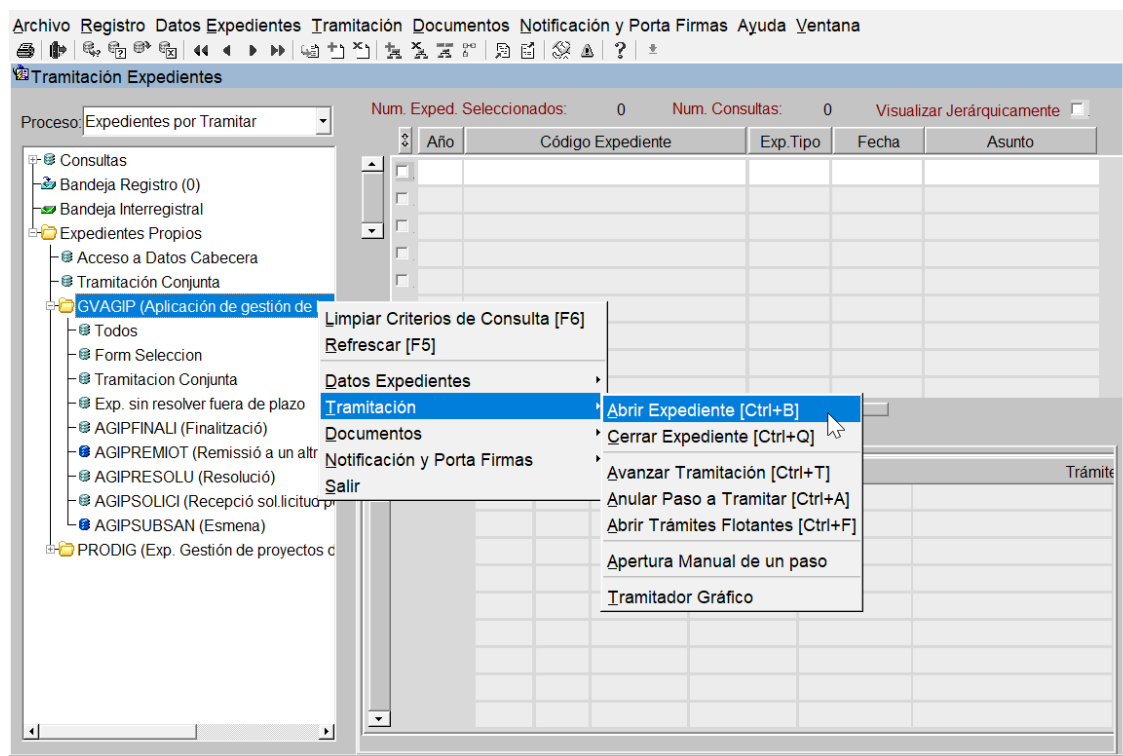 Archivo Registro Datos Expedientes Tramitación Documentos Notificación y Porta Firmas Ayuda Ventana
Tramitación Expedientes
Num. Exped. Seleccionados: 0 Num. Consultas: 0 Visualizar Jerárquicamente
Proceso: Expedientes por Tramitar
Año Código Expediente Exp.Tipo Fecha Asunto
Consultas
Bandeja Registro (0)
Bandeja Interregistral
Expedientes Propios
Acceso a Datos Cabecera
Tramitación Conjunta
GVAGIP (Aplicación de gestión de
Todos
Form Seleccion
Tramitacion Conjunta
Exp. sin resolver fuera de plazo
AGIPFINALI (Finalització)
AGIPREMIOT (Remissió a un altr
AGIPRESOLU (Resolució)
AGIPSOLICI (Recepció sol.licitud
AGIPSUBSAN (Esmena)
PRODIG (Exp. Gestión de proyectos d
Limpiar Criterios de Consulta [F6]
Refrescar [F5]
Datos Expedientes
Tramitación
Documentos
Notificación y Porta Firmas
Salir
Abrir Expediente [Ctrl+B]
Cerrar Expediente [Ctrl+Q]
Avanzar Tramitación [Ctrl+T]
Anular Paso a Tramitar [Ctrl+A]
Abrir Trámites Flotantes [Ctrl+F]
Apertura Manual de un paso
Tramitador Gráfico
Trámite